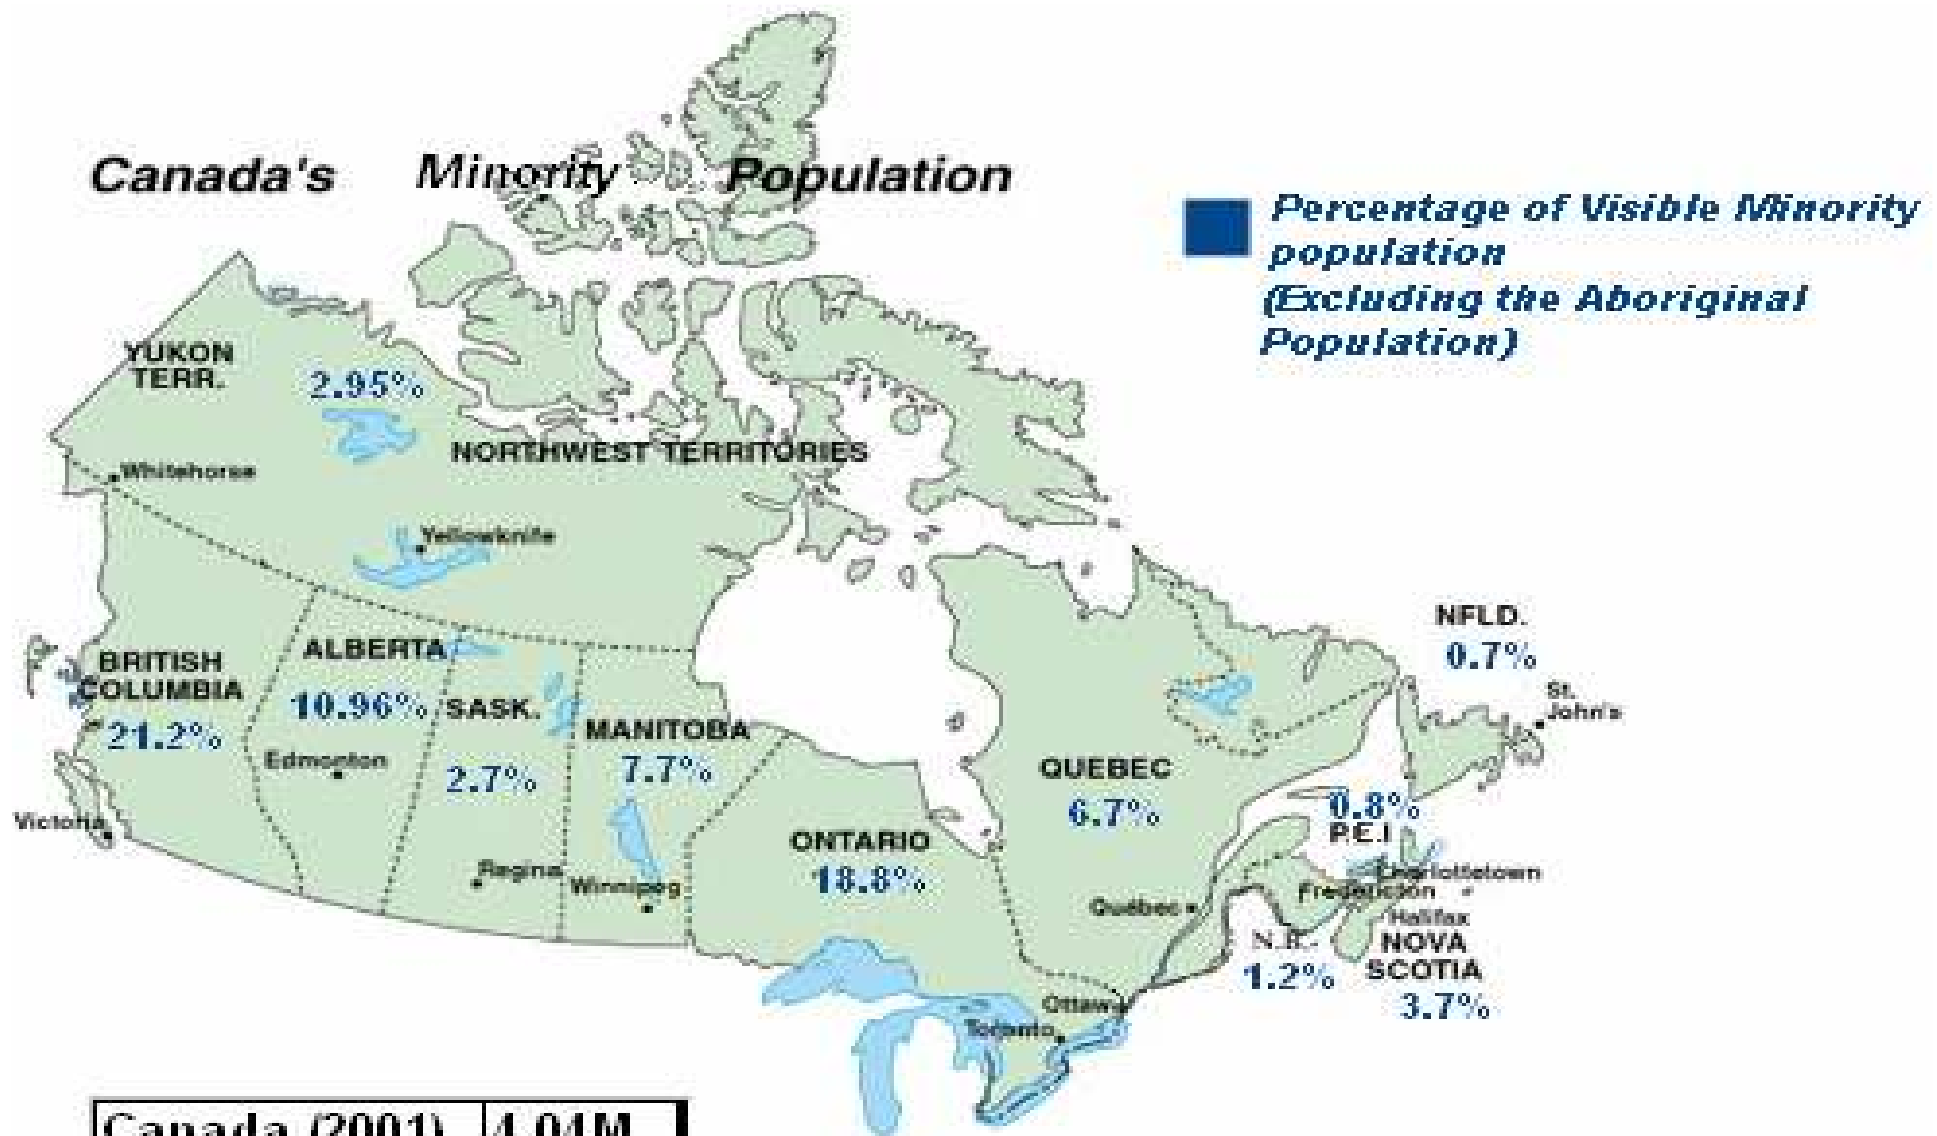 Canada's Minority Population
Percentage of Visible Minority
population
(Excluding the Aboriginal
Population)
YUKON
TERR.
2.95%
NORTHWEST TERRITORIES
Whitehorse
Yellowknife
NFLD.
0.7%
St.
John's
BRITISH
COLUMBIA
21.2%
ALBERTA
10.96%
Edmonton
SASK.
2.7%
MANITOBA
7.7%
QUEBEC
6.7%
0.8%
P.E.I
Victoria
Regina
Winnipeg
ONTARIO
18.8%
Charlottetown
Fredericton
Québec
Halifax
N.B.
1.2%
NOVA
SCOTIA
3.7%
Ottawa
Toronto
Canada (2001) 4.04M